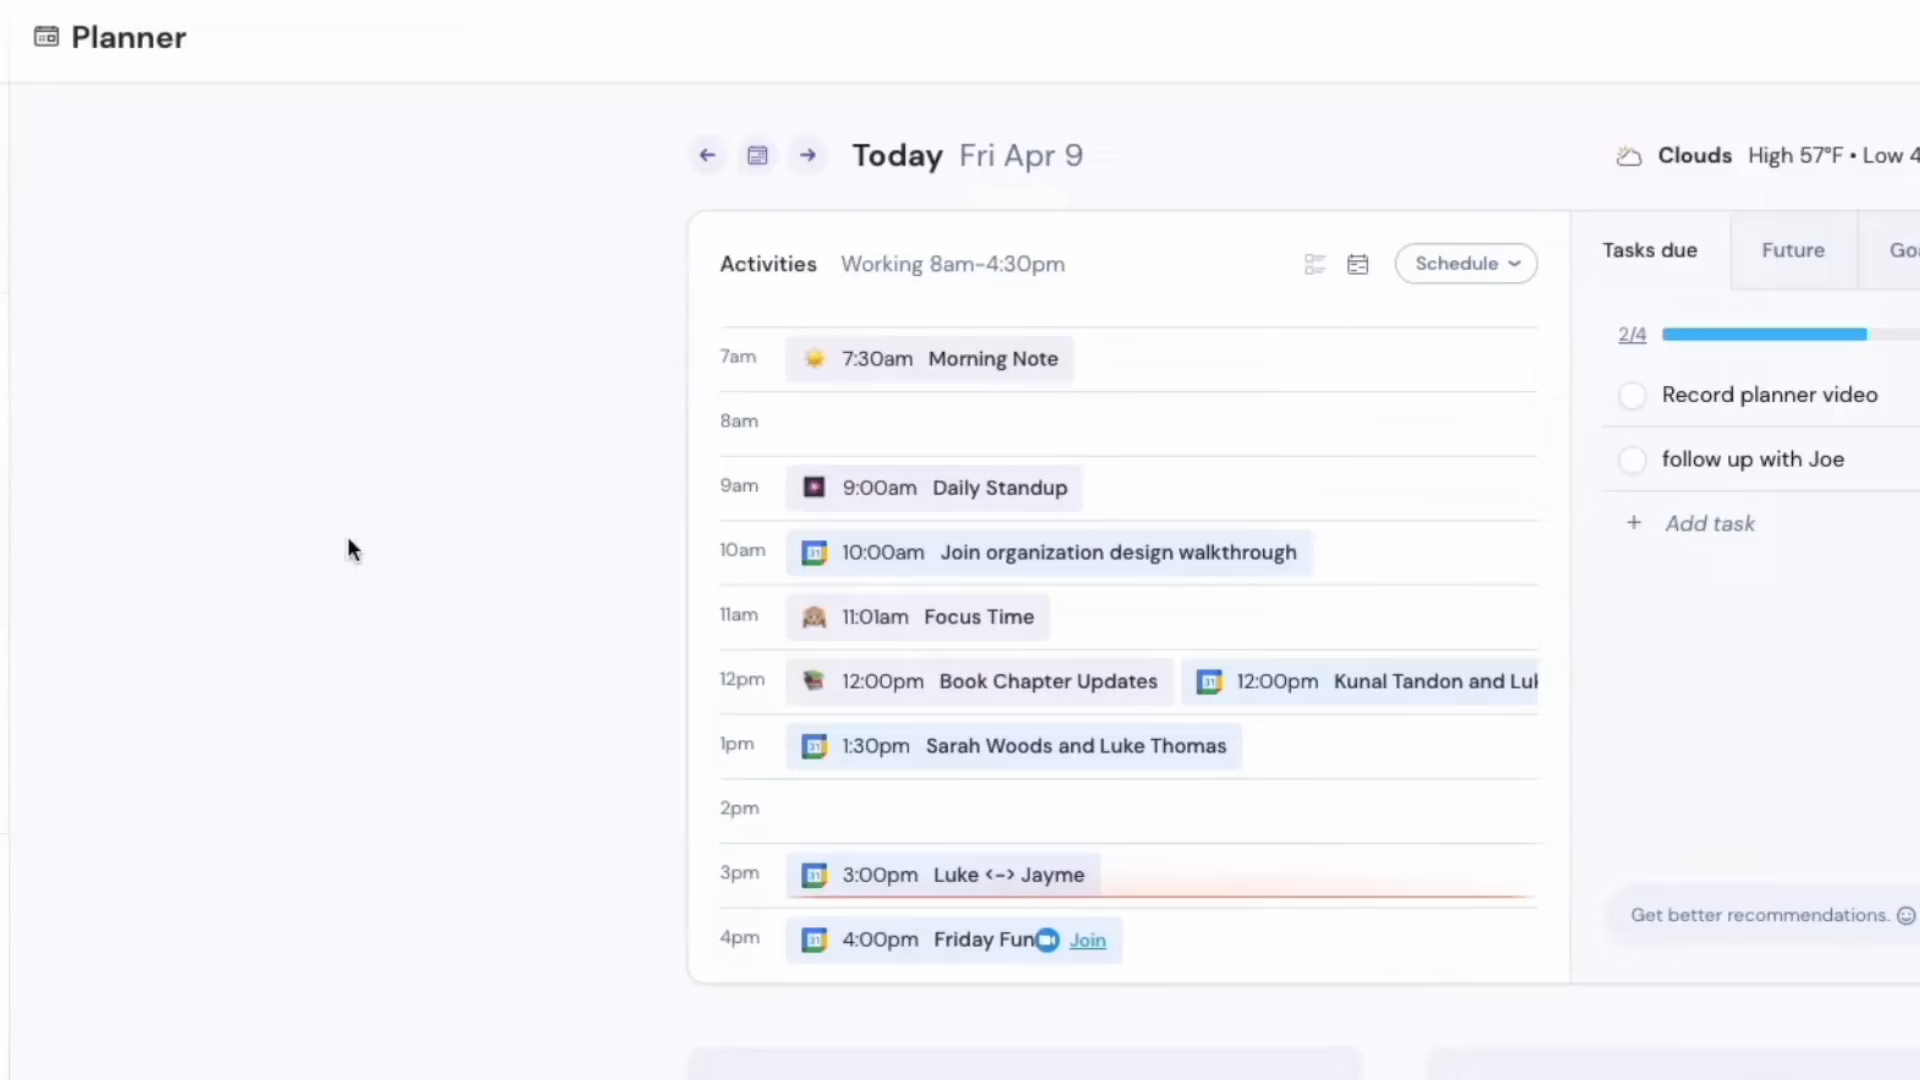 Planner
Today Fri Apr 9
Clouds High 57°F • Low 4
Activities Working 8am-4:30pm
Schedule
Tasks due
Future
2/4
7am 7:30am Morning Note
8am
9am 9:00am Daily Standup
10am 10:00am Join organization design walkthrough
11am 11:01am Focus Time
12pm 12:00pm Book Chapter Updates 12:00pm Kunal Tandon and
1pm 1:30pm Sarah Woods and Luke Thomas
2pm
3pm 3:00pm Luke <-> Jayme
4pm 4:00pm Friday Fun Join
Record planner video
follow up with Joe
+ Add task
Get better recommendations.